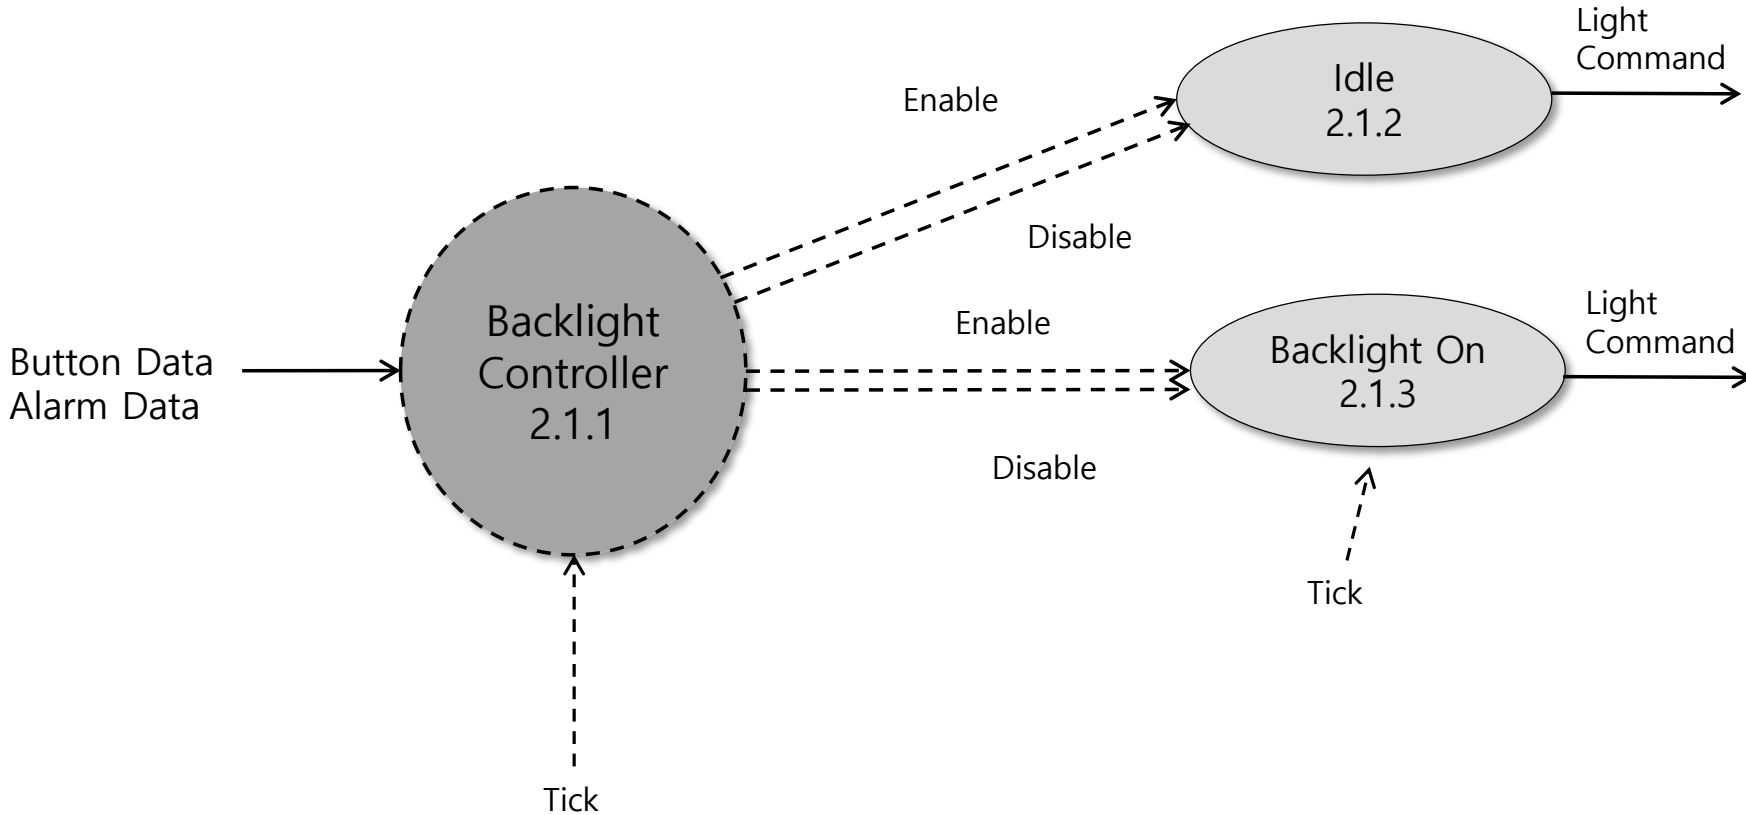 Light
Command
Idle
2.1.2
Enable
Disable
Backlight
Controller
2.1.1
Button Data
Alarm Data
Enable
Disable
Backlight On
2.1.3
Light
Command
Tick
Tick